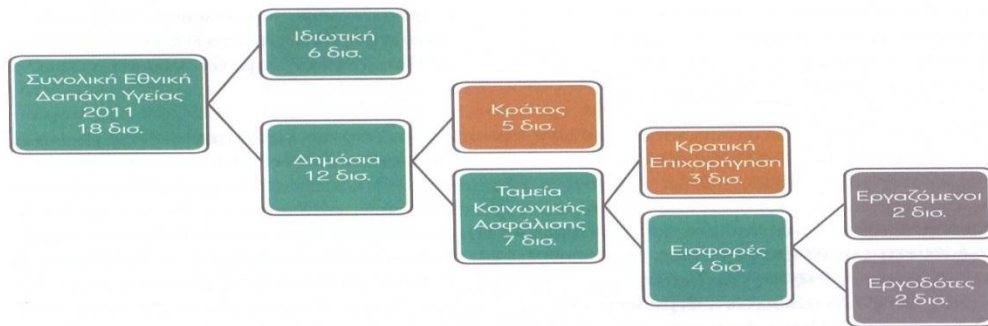 Συνολική Εθνική
Δαπάνη Υγείας
2011
18 δισ.
Ιδιωτική
6 δισ.
Δημόσια
12 δισ.
Κράτος
5 δισ.
Ταμεία
Κοινωνικής
Ασφάλισης
7 δισ.
Κρατική
Επιχορήγηση
3 δισ.
Εισφορές
4 δισ.
Εργαζόμενοι
2 δισ.
Εργοδότες
2 δισ.